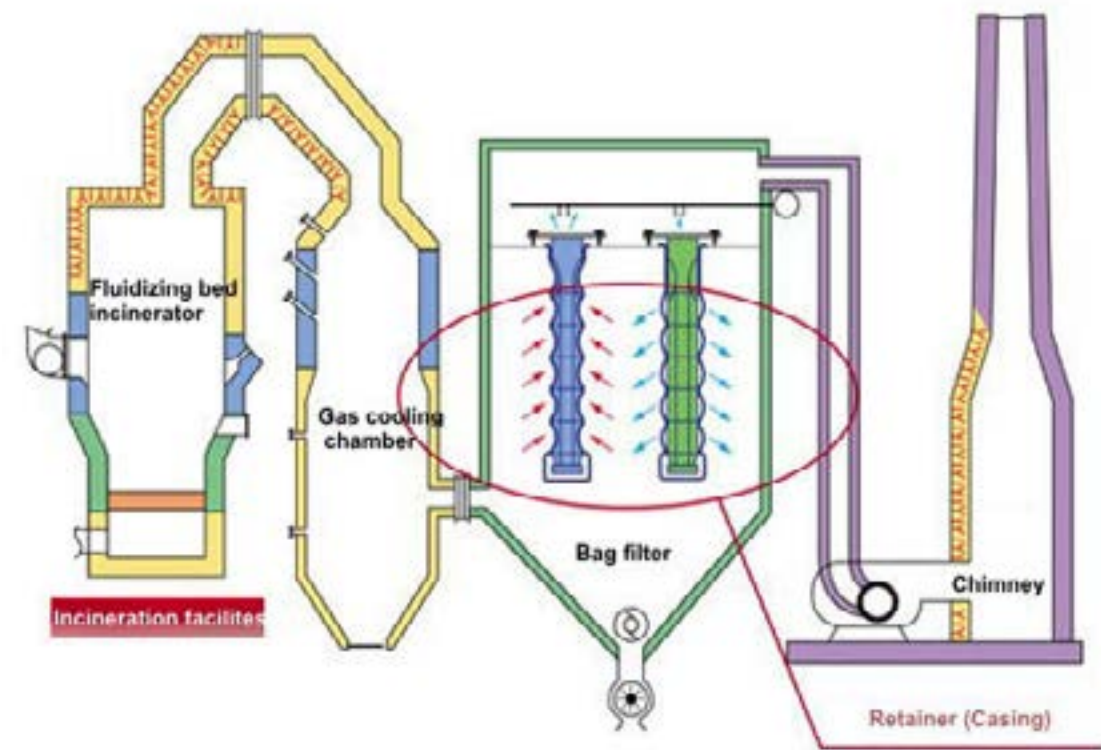 Fluidizing bed
incinerator
Gas cooling
chamber
Bag filter
Chimney
Incineration facilites
Retainer (Casing)